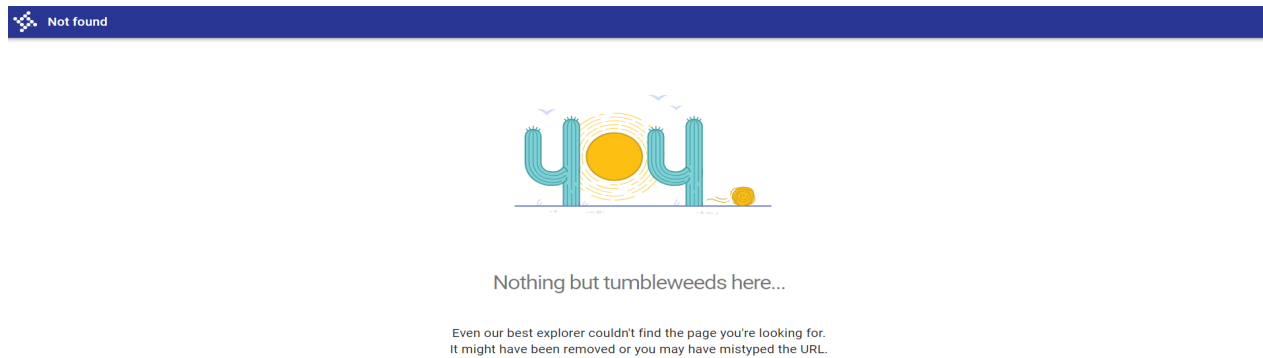 Not found
404
Nothing but tumbleweeds here...
Even our best explorer couldn't find the page you're looking for.
It might have been removed or you may have mistyped the URL.